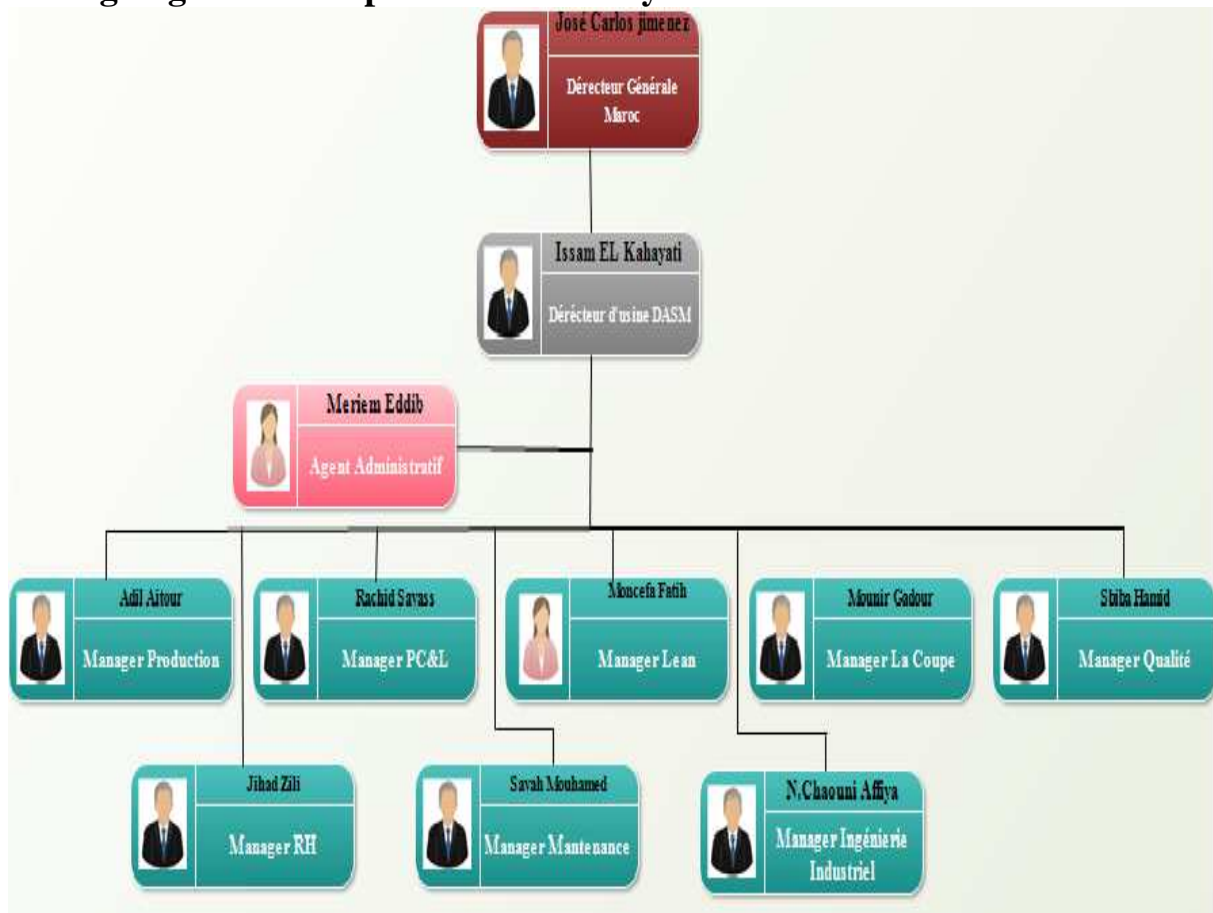 José Carlos jimenez
Dérecteur Générale
Maroc
Issam EL Kahayati
Dérécteur d'usine DASM
Meriem Eddib
Agent Administratif
Adil Aitour
Manager Production
Rachid Savass
Manager PC&L
Moncefa Fatih
Manager Lean
Mounir Gadour
Manager La Coupe
Sbiba Hamid
Manager Qualité
Jihad Zili
Manager RH
Savah Mouhamed
Manager Mantenance
N.Chaouni Affiya
Manager Ingénierie
Industriel